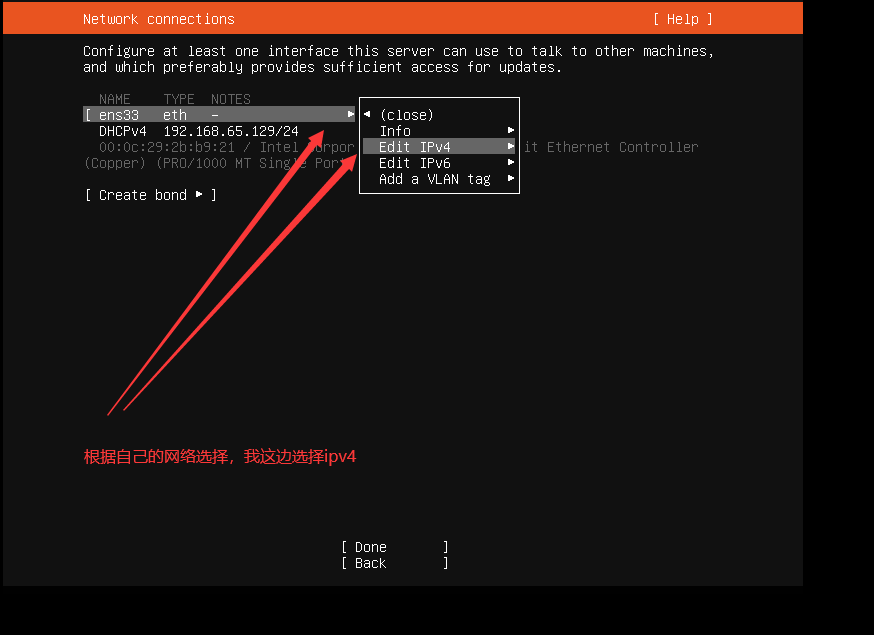 Network connections [ Help ]
Configure at least one interface this server can use to talk to other machines,
and which preferably provides sufficient access for updates.
NAME TYPE NOTES
[ ens33 eth - ▸
DHCPv4 192.168.65.129/24
00:0c:29:2b:b9:21 / Intel Corpor it Ethernet Controller
(Copper) (PRO/1000 MT Single Port
◂ (close)
Info ▸
Edit IPv4 ▸
Edit IPv6 ▸
Add a VLAN tag ▸
[ Create bond ▸ ]
根据自己的网络选择，我这边选择ipv4
[ Done ]
[ Back ]